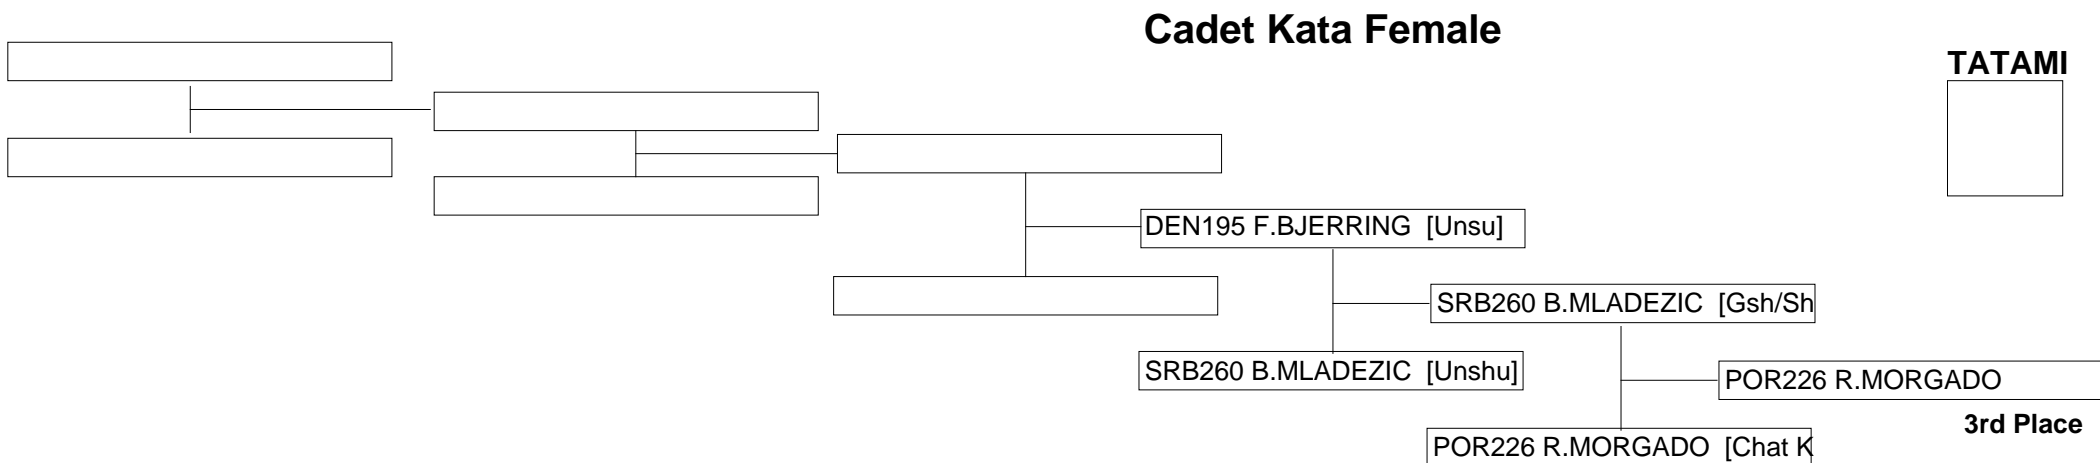 Cadet Kata Female
TATAMI
DEN195 F.BJERRING [Unsu]
SRB260 B.MLADEZIC [Gsh/Sh
SRB260 B.MLADEZIC [Unshu]
POR226 R.MORGADO
3rd Place
POR226 R.MORGADO [Chat K